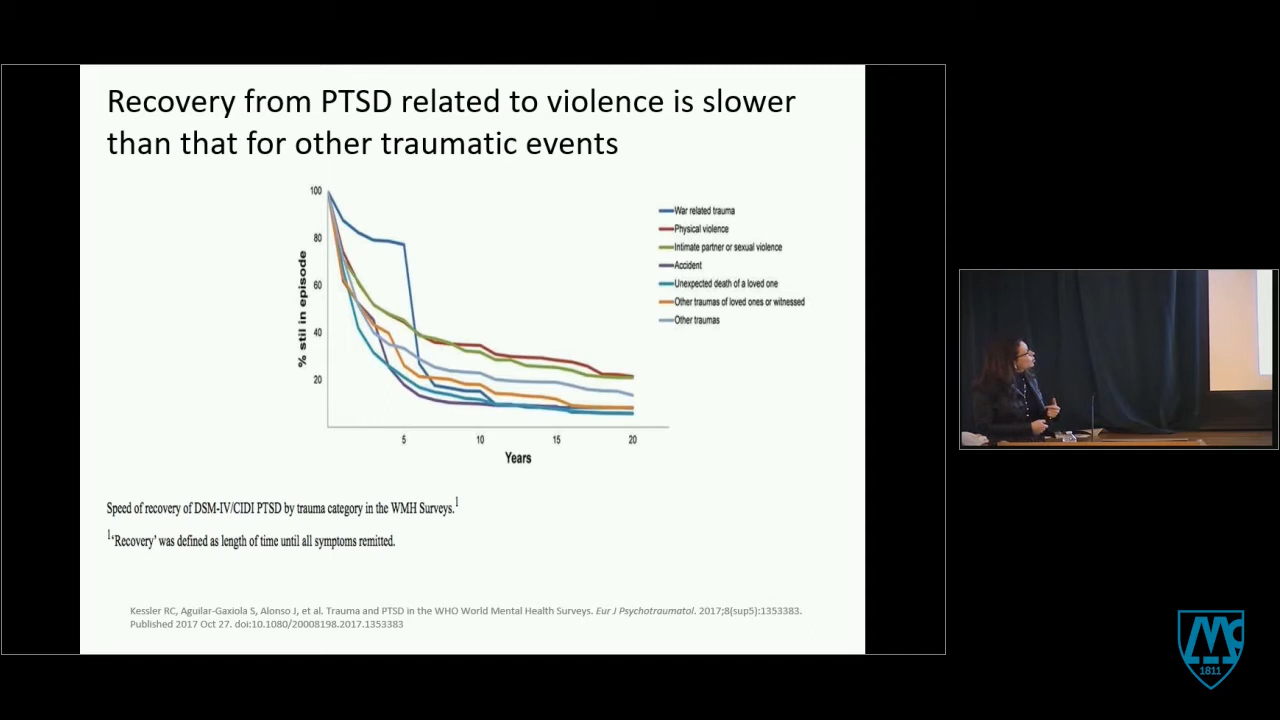 Recovery from PTSD related to violence is slower
than that for other traumatic events
100
80
60
40
20
% stil in episode
5
10
15
20
Years
War related trauma
Physical violence
Intimate partner or sexual violence
Accident
Unexpected death of a loved one
Other traumas of loved ones or witnessed
Other traumas
Speed of recovery of DSM-IV/CIDI PTSD by trauma category in the WMH Surveys.1
1'Recovery' was defined as length of time until all symptoms remitted.
Kessler RC, Aguilar-Gaxiola S, Alonso J, et al. Trauma and PTSD in the WHO World Mental Health Surveys. Eur J Psychotraumatol. 2017;8(sup5):1353383.
Published 2017 Oct 27. doi:10.1080/20008198.2017.1353383
1811